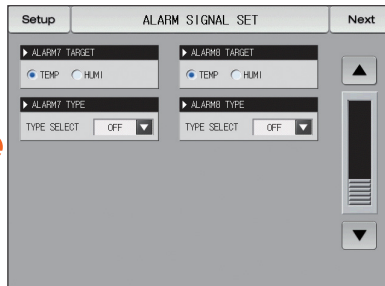 Setup
ALARM SIGNAL SET
Next
ALARM7 TARGET
ALARM8 TARGET
TEMP HUMI
TEMP HUMI
ALARM7 TYPE
ALARM8 TYPE
TYPE SELECT OFF
TYPE SELECT OFF